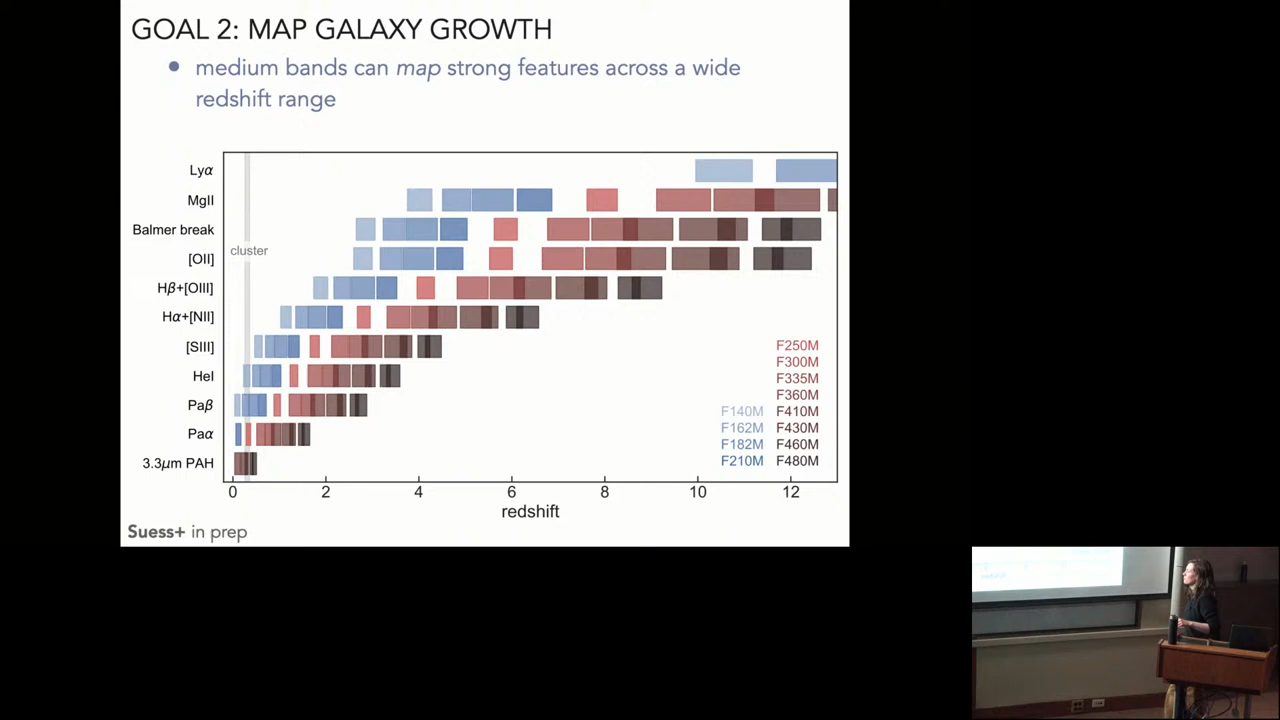 GOAL 2: MAP GALAXY GROWTH
• medium bands can map strong features across a wide
redshift range
Lyα
MgII
Balmer break
cluster
[OII]
Hβ+[OIII]
Hα+[NII]
[SIII]
HeI
Paβ
Paα
3.3μm PAH
F250M
F300M
F335M
F360M
F140M F410M
F162M F430M
F182M F460M
F210M F480M
0 2 4 6 8 10 12
redshift
Suess+ in prep